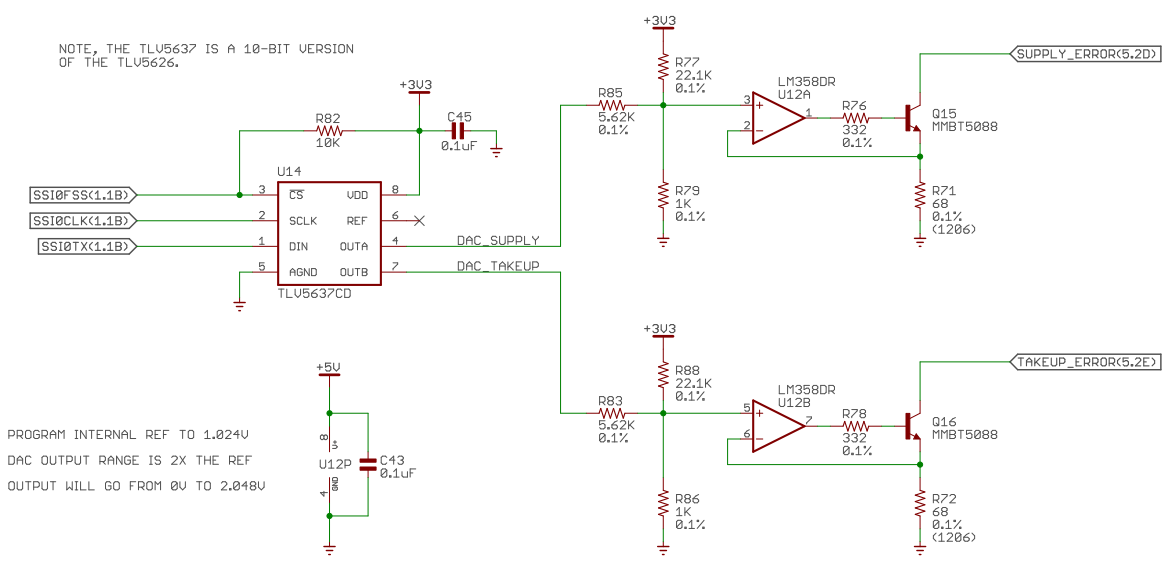 NOTE, THE TLV5637 IS A 10-BIT VERSION
OF THE TLV5626.
+3V3
R82
10K
C45
0.1uF
U14
SSI0FSS(1.1B)
SSI0CLK(1.1B)
SSI0TX(1.1B)
3 CS VDD 8
2 SCLK REF 6
1 DIN OUTA 4
5 AGND OUTB 7
TLV5637CD
DAC_SUPPLY
DAC_TAKEUP
+3V3
R77
22.1K
0.1%
R85
5.62K
0.1%
R79
1K
0.1%
LM358DR
U12A
3
+
2
-
1
R76
332
0.1%
Q15
MMBT5088
SUPPLY_ERROR(5.2D)
R71
68
0.1%
(1206)
+3V3
R88
22.1K
0.1%
R83
5.62K
0.1%
R86
1K
0.1%
LM358DR
U12B
5
+
6
-
7
R78
332
0.1%
Q16
MMBT5088
TAKEUP_ERROR(5.2E)
R72
68
0.1%
(1206)
+5V
8
V+
U12P
4
GND
C43
0.1uF
PROGRAM INTERNAL REF TO 1.024V
DAC OUTPUT RANGE IS 2X THE REF
OUTPUT WILL GO FROM 0V TO 2.048V